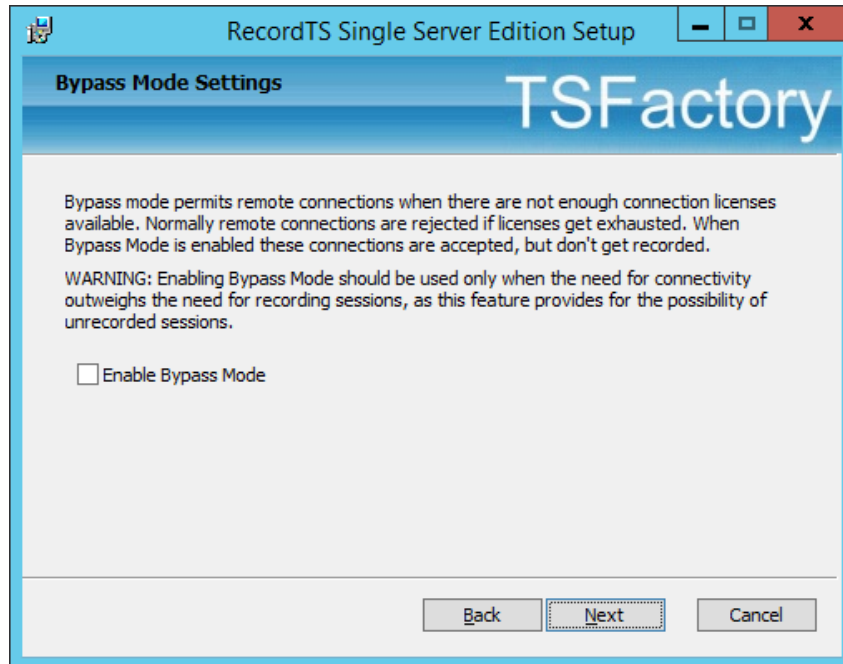 RecordTS Single Server Edition Setup
Bypass Mode Settings
TSFactory
Bypass mode permits remote connections when there are not enough connection licenses
available. Normally remote connections are rejected if licenses get exhausted. When
Bypass Mode is enabled these connections are accepted, but don't get recorded.
WARNING: Enabling Bypass Mode should be used only when the need for connectivity
outweighs the need for recording sessions, as this feature provides for the possibility of
unrecorded sessions.
Enable Bypass Mode
Back Next Cancel